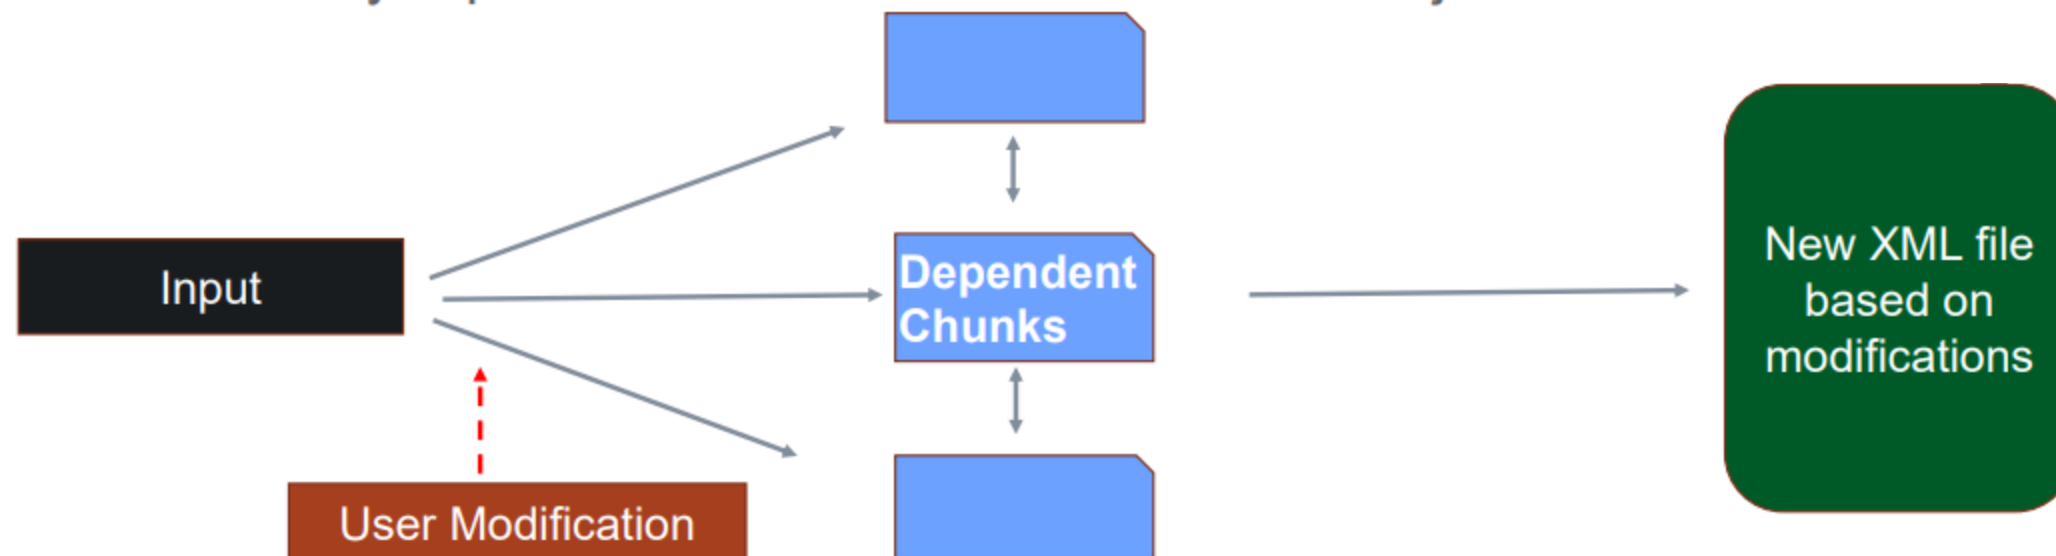 Input
Dependent
Chunks
New XML file
based on
modifications
User Modification